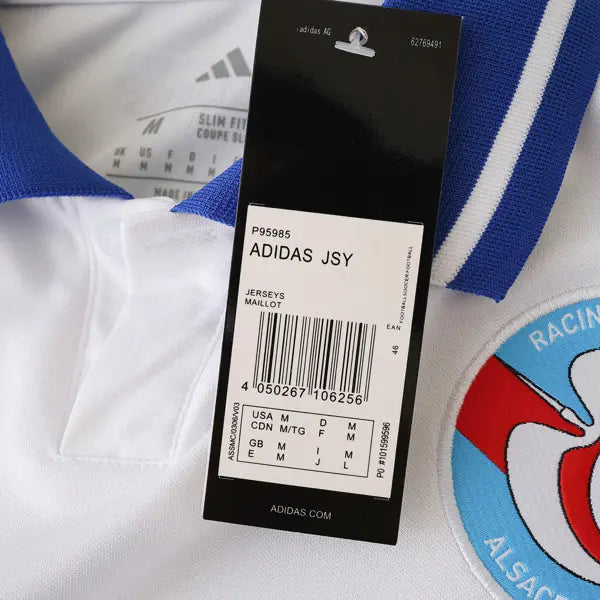 adidas AG
62769491
M
SLIM FIT
COUPE SL
UK US F D I
M M M M M
MADE IN
P95985
ADIDAS JSY
JERSEYS
MAILLOT
FOOTBALL/SOCCER FOOTBALL
EAN
46
4 050267 106256
USA M D M
CDN M/TG F M
GB M I M
E M J L
ASSMC/0306/V03
PO #101599596
ADIDAS.COM
RACIN
ALSACE